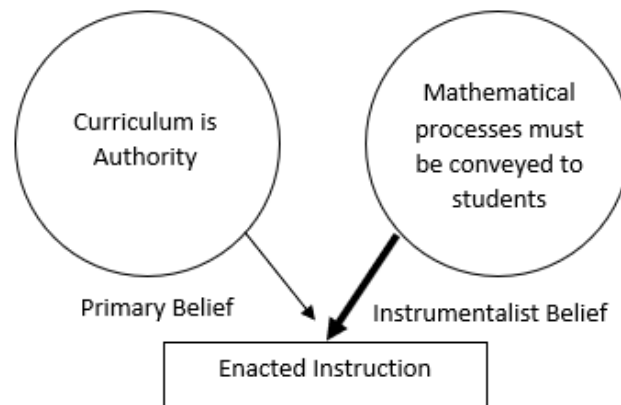 Curriculum is
Authority
Mathematical
processes must
be conveyed to
students
Primary Belief
Instrumentalist Belief
Enacted Instruction